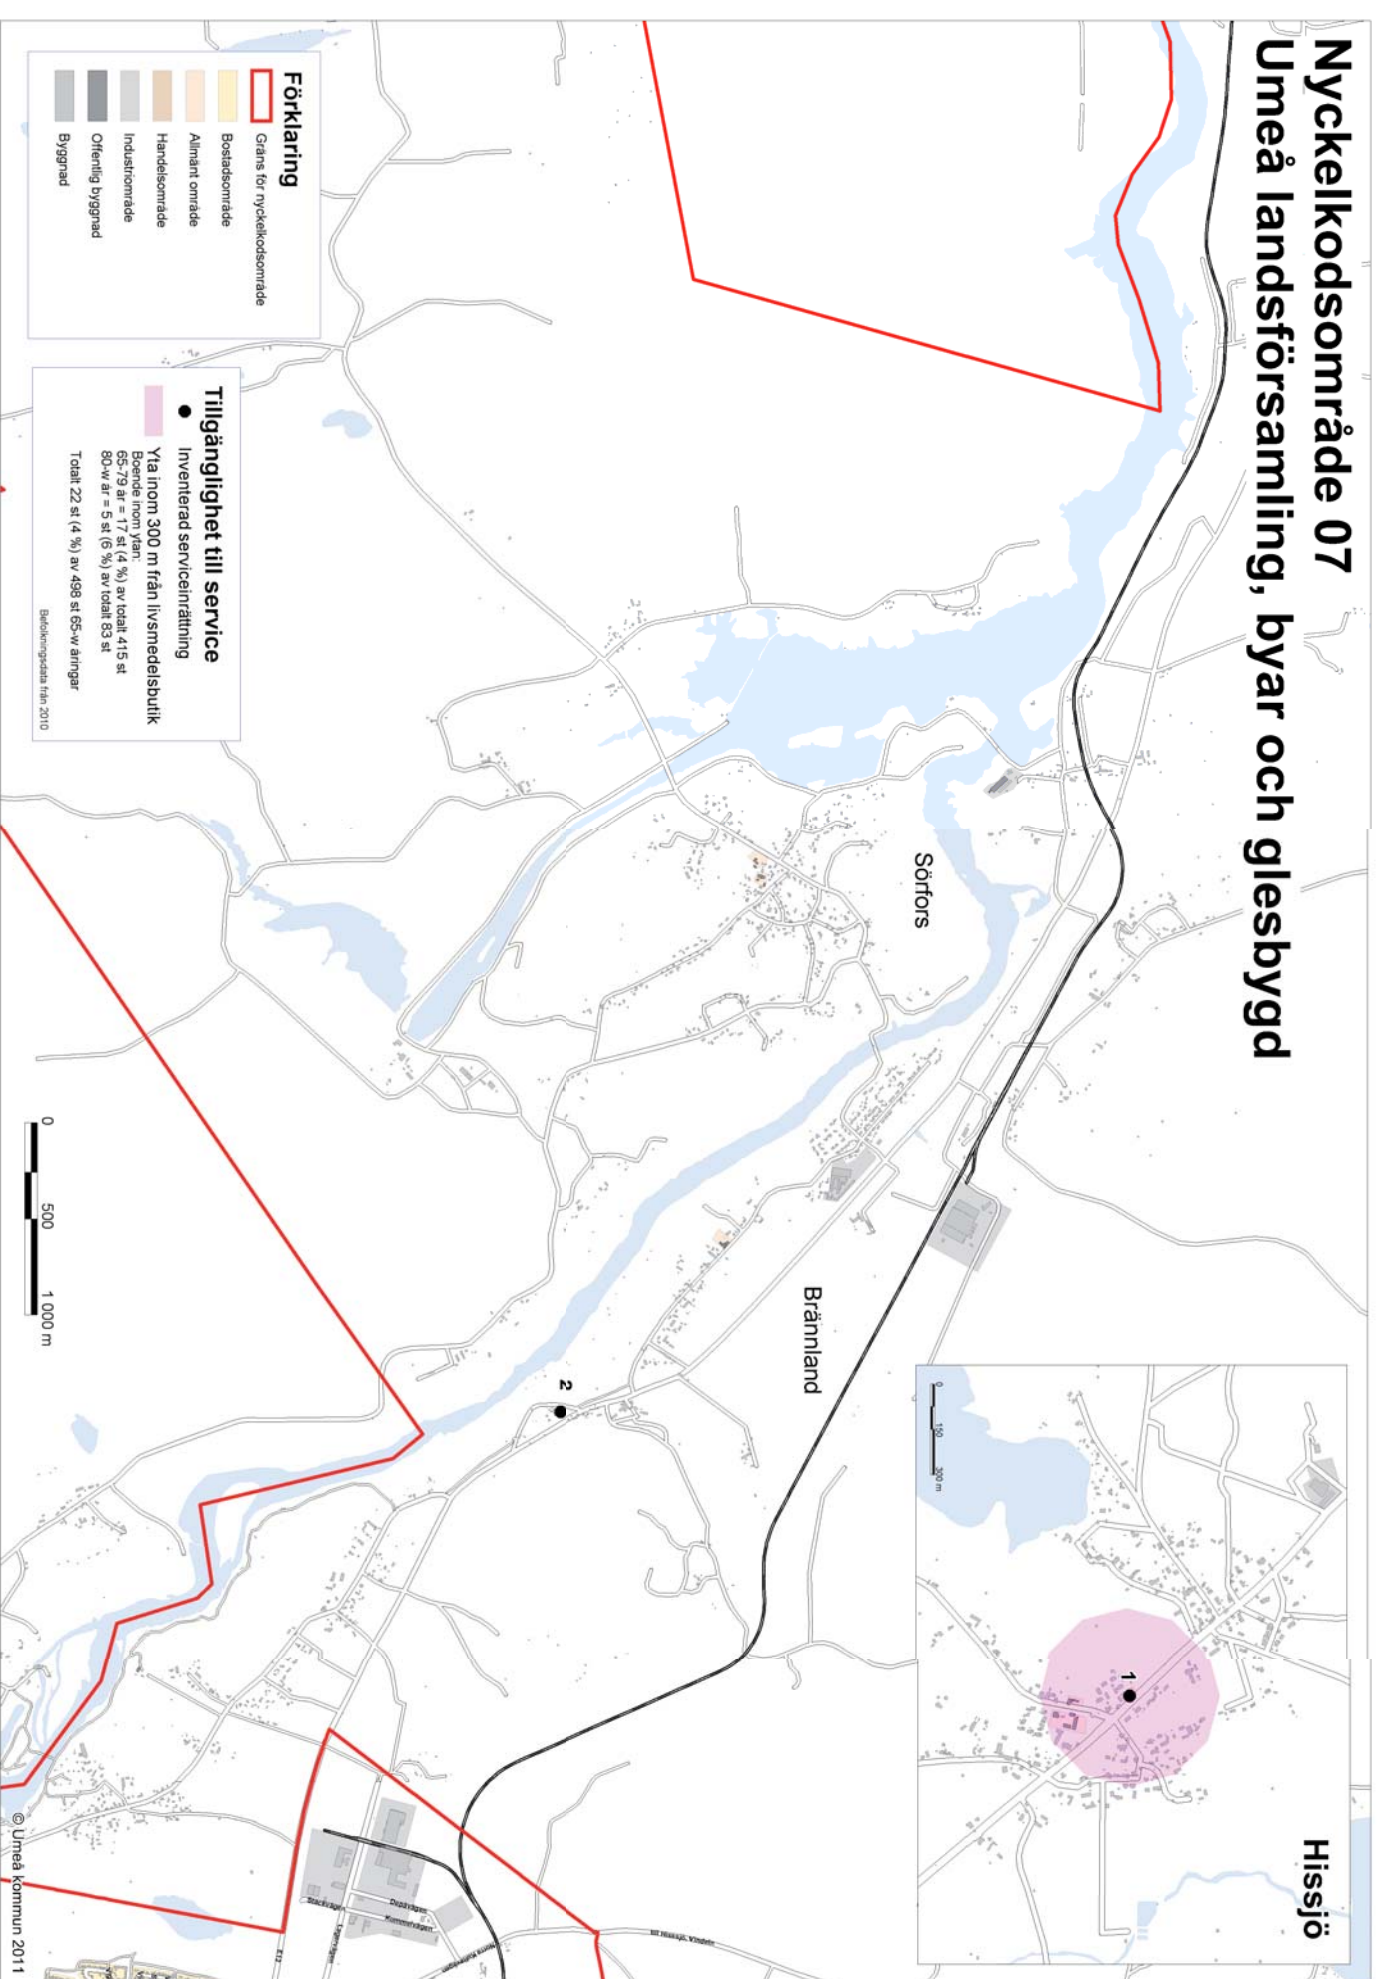 Nyckelkodsområde 07
Umeå landsförsamling, byar och glesbygd
Hissjö
1
0
150
300 m
Sörfors
Brännland
2
Förklaring
Gräns för nyckelkodsområde
Bostadsområde
Allmänt område
Handelsområde
Industriområde
Offentlig byggnad
Byggnad
Tillgänglighet till service
Inventerad serviceinrättning
Yta inom 300 m från livsmedelsbutik
Boende inom ytan:
65-79 år = 17 st (4 %) av totalt 415 st
80-w år = 5 st (6 %) av totalt 83 st
Totalt 22 st (4 %) av 498 st 65-w åringar
Befolkningsdata från 2010
0
500
1 000 m
till Hissjö, Vindeln
Depåvägen
Kummelvägen
Stackvägen
E12
© Umeå kommun 2011